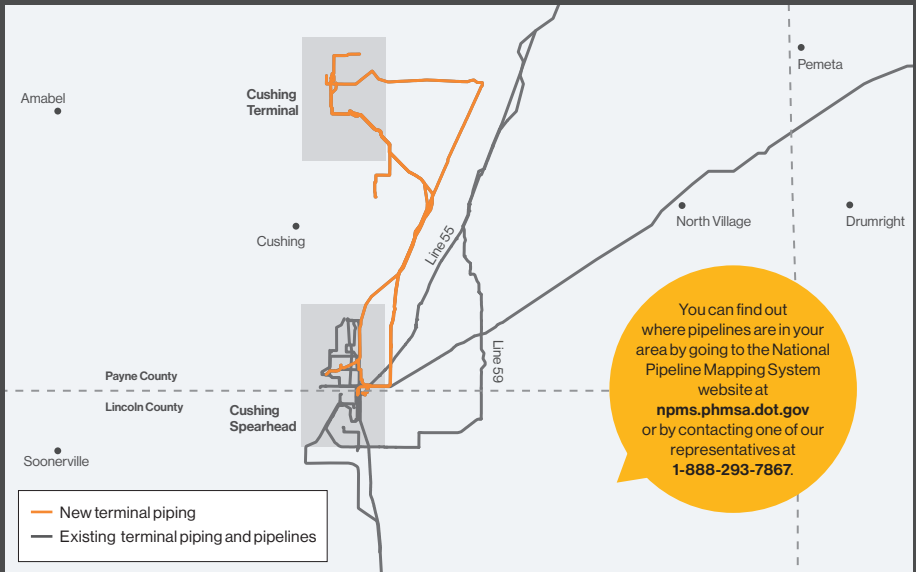 Pemeta
Amabel
Cushing
Terminal
Cushing
North Village
Drumright
Line 55
Line 59
You can find out
where pipelines are in your
area by going to the National
Pipeline Mapping System
website at
npms.phmsa.dot.gov
or by contacting one of our
representatives at
1-888-293-7867.
Payne County
Lincoln County
Cushing
Spearhead
Soonerville
New terminal piping
Existing terminal piping and pipelines